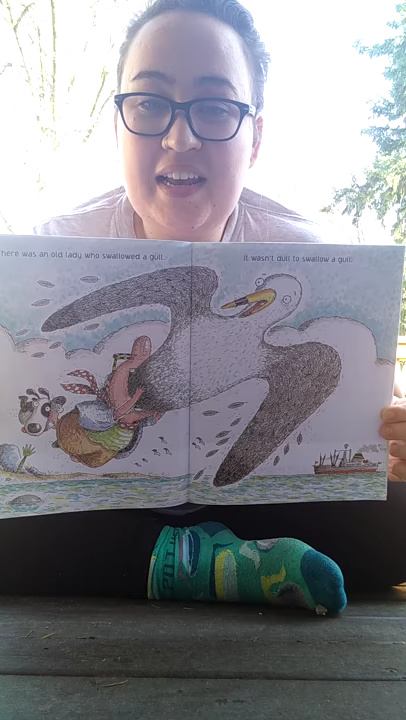 here was an old lady who swallowed a gull.
It wasn't dull to swallow a gull.